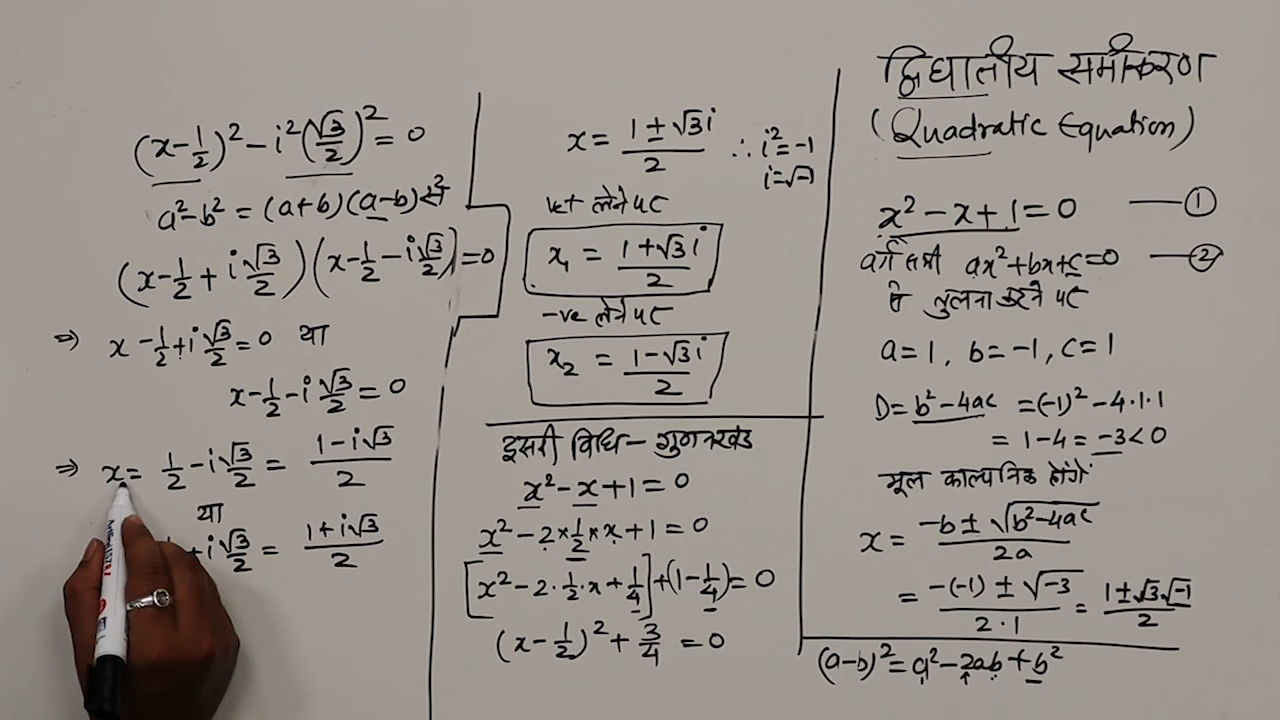 द्विघातीय समीकरण
(Quadratic Equation)
x² - x + 1 = 0 —— ①
वर्ग समी ax² + bx + c = 0 —— ②
से तुलना करने पर
a = 1, b = -1, c = 1
D = b² - 4ac = (-1)² - 4·1·1
= 1 - 4 = -3 < 0
मूल काल्पनिक होंगे
x = (-b ± √(b² - 4ac)) / 2a
= (-(-1) ± √-3) / 2·1 = (1 ± √3 √-1) / 2
x = (1 ± √3i) / 2 ∴ i² = -1
i = √-1
+ve लेने पर
x₁ = (1 + √3i) / 2
-ve लेने पर
x₂ = (1 - √3i) / 2
दूसरी विधि - गुणनखंड
x² - x + 1 = 0
x² - 2 × 1/2 × x + 1 = 0
[x² - 2 · 1/2 · x + 1/4] + (1 - 1/4) = 0
(x - 1/2)² + 3/4 = 0
(a-b)² = a² - 2ab + b²
(x - 1/2)² - i² (√3/2)² = 0
a² - b² = (a+b)(a-b) से
(x - 1/2 + i √3/2)(x - 1/2 - i √3/2) = 0
⇒ x - 1/2 + i √3/2 = 0 या
x - 1/2 - i √3/2 = 0
⇒ x = 1/2 - i √3/2 = (1 - i√3) / 2
या
+ i √3/2 = (1 + i√3) / 2